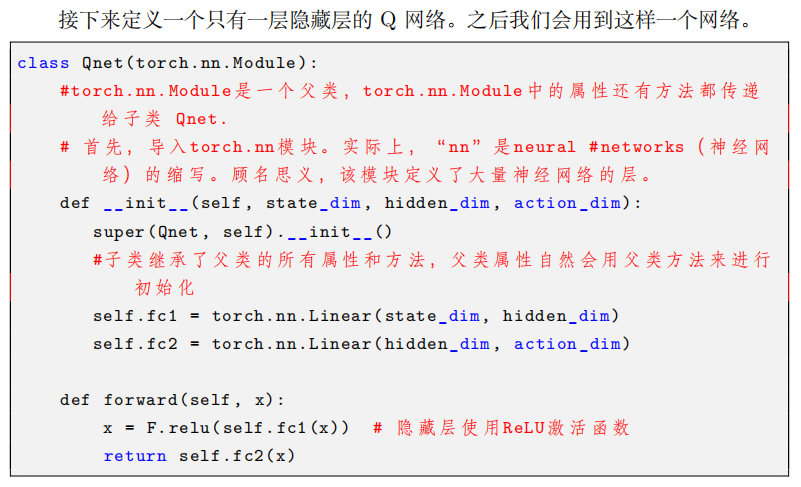 接下来定义一个只有一层隐藏层的 Q 网络。之后我们会用到这样一个网络。
class Qnet(torch.nn.Module):
#torch.nn.Module是一个父类，torch.nn.Module中的属性还有方法都传递
给子类 Qnet.
# 首先，导入torch.nn模块。实际上，“nn”是neural #networks（神经网
络）的缩写。顾名思义，该模块定义了大量神经网络的层。
def __init__(self, state_dim, hidden_dim, action_dim):
super(Qnet, self).__init__()
#子类继承了父类的所有属性和方法，父类属性自然会用父类方法来进行
初始化
self.fc1 = torch.nn.Linear(state_dim, hidden_dim)
self.fc2 = torch.nn.Linear(hidden_dim, action_dim)
def forward(self, x):
x = F.relu(self.fc1(x)) # 隐藏层使用ReLU激活函数
return self.fc2(x)